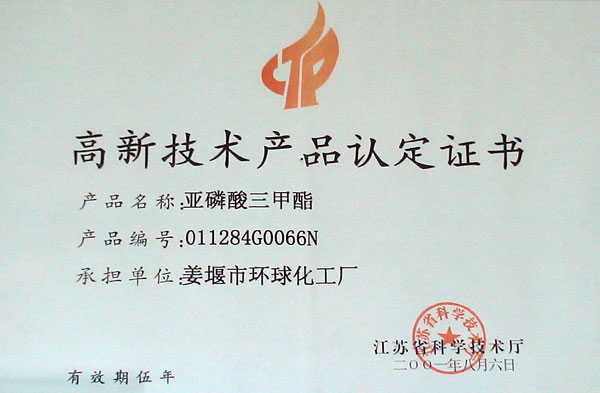 高新技术产品认定证书
产品名称:亚磷酸三甲酯
产品编号:011284G0066N
承担单位:姜堰市环球化工厂
江苏省科学技术厅
二〇〇一年八月六日
有效期伍年